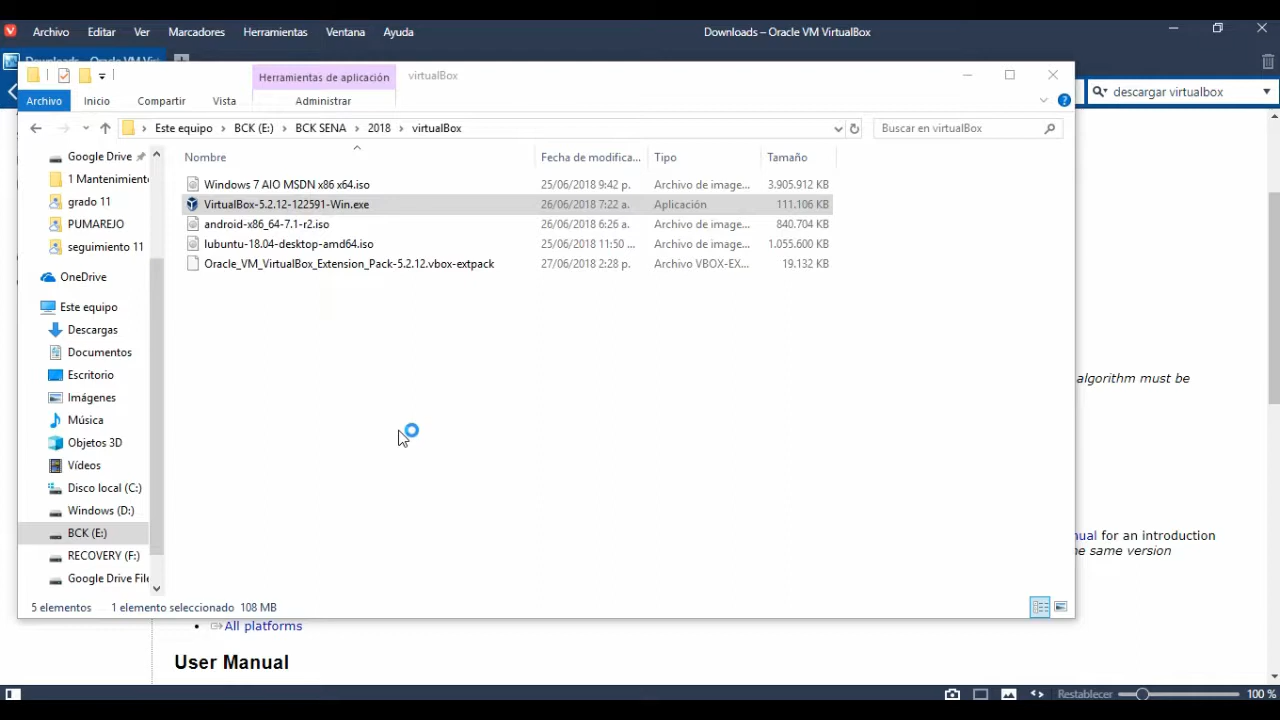 Archivo Editar Ver Marcadores Herramientas Ventana Ayuda Downloads – Oracle VM VirtualBox
Herramientas de aplicación virtualBox
Archivo Inicio Compartir Vista Administrar
descargar virtualbox
Este equipo BCK (E:) BCK SENA 2018 virtualBox Buscar en virtualBox
Nombre Fecha de modifica... Tipo Tamaño
Windows 7 AIO MSDN x86 x64.iso 25/06/2018 9:42 p. Archivo de image... 3.905.912 KB
VirtualBox-5.2.12-122591-Win.exe 26/06/2018 7:22 a. Aplicación 111.106 KB
android-x86_64-7.1-r2.iso 26/06/2018 6:26 a. Archivo de image... 840.704 KB
lubuntu-18.04-desktop-amd64.iso 25/06/2018 11:50 ... Archivo de image... 1.055.600 KB
Oracle_VM_VirtualBox_Extension_Pack-5.2.12.vbox-extpack 27/06/2018 2:28 p. Archivo VBOX-EX... 19.132 KB
Google Drive
1 Mantenimiento
grado 11
PUMAREJO
seguimiento 11
OneDrive
Este equipo
Descargas
Documentos
Escritorio
Imágenes
Música
Objetos 3D
Vídeos
Disco local (C:)
Windows (D:)
BCK (E:)
RECOVERY (F:)
Google Drive File
algorithm must be
nual for an introduction
he same version
5 elementos 1 elemento seleccionado 108 MB
All platforms
User Manual
Restablecer 100 %